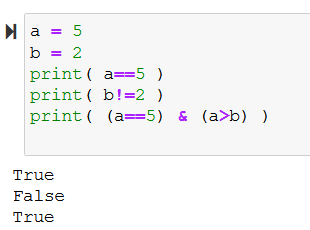 a = 5
b = 2
print( a==5 )
print( b!=2 )
print( (a==5) & (a>b) )
True
False
True